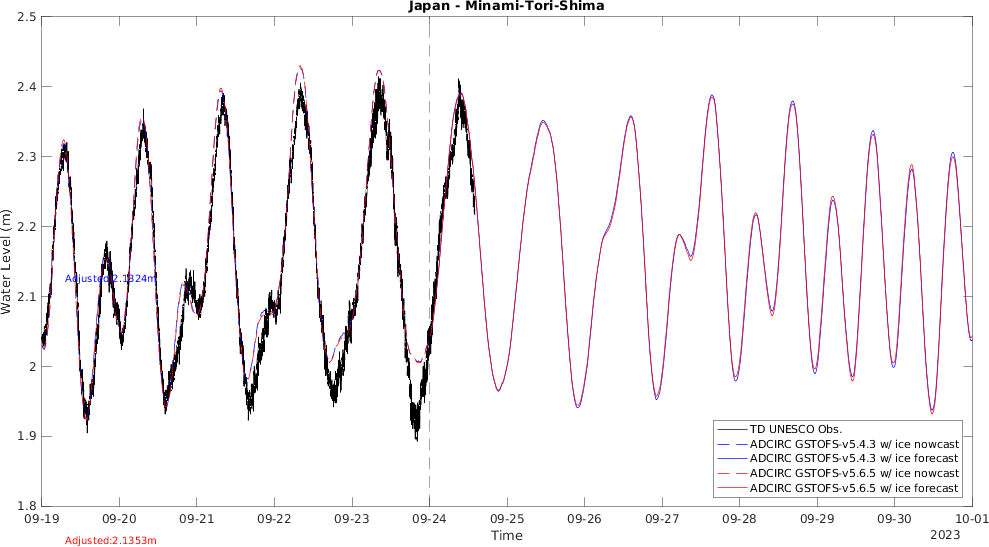 Japan - Minami-Tori-Shima
Water Level (m)
2.5
2.4
2.3
2.2
2.1
2
1.9
1.8
Adjusted:2.1324m
TD UNESCO Obs.
ADCIRC GSTOFS-v5.4.3 w/ ice nowcast
ADCIRC GSTOFS-v5.4.3 w/ ice forecast
ADCIRC GSTOFS-v5.6.5 w/ ice nowcast
ADCIRC GSTOFS-v5.6.5 w/ ice forecast
09-19 09-20 09-21 09-22 09-23 09-24 09-25 09-26 09-27 09-28 09-29 09-30 10-01
Time
2023
Adjusted:2.1353m